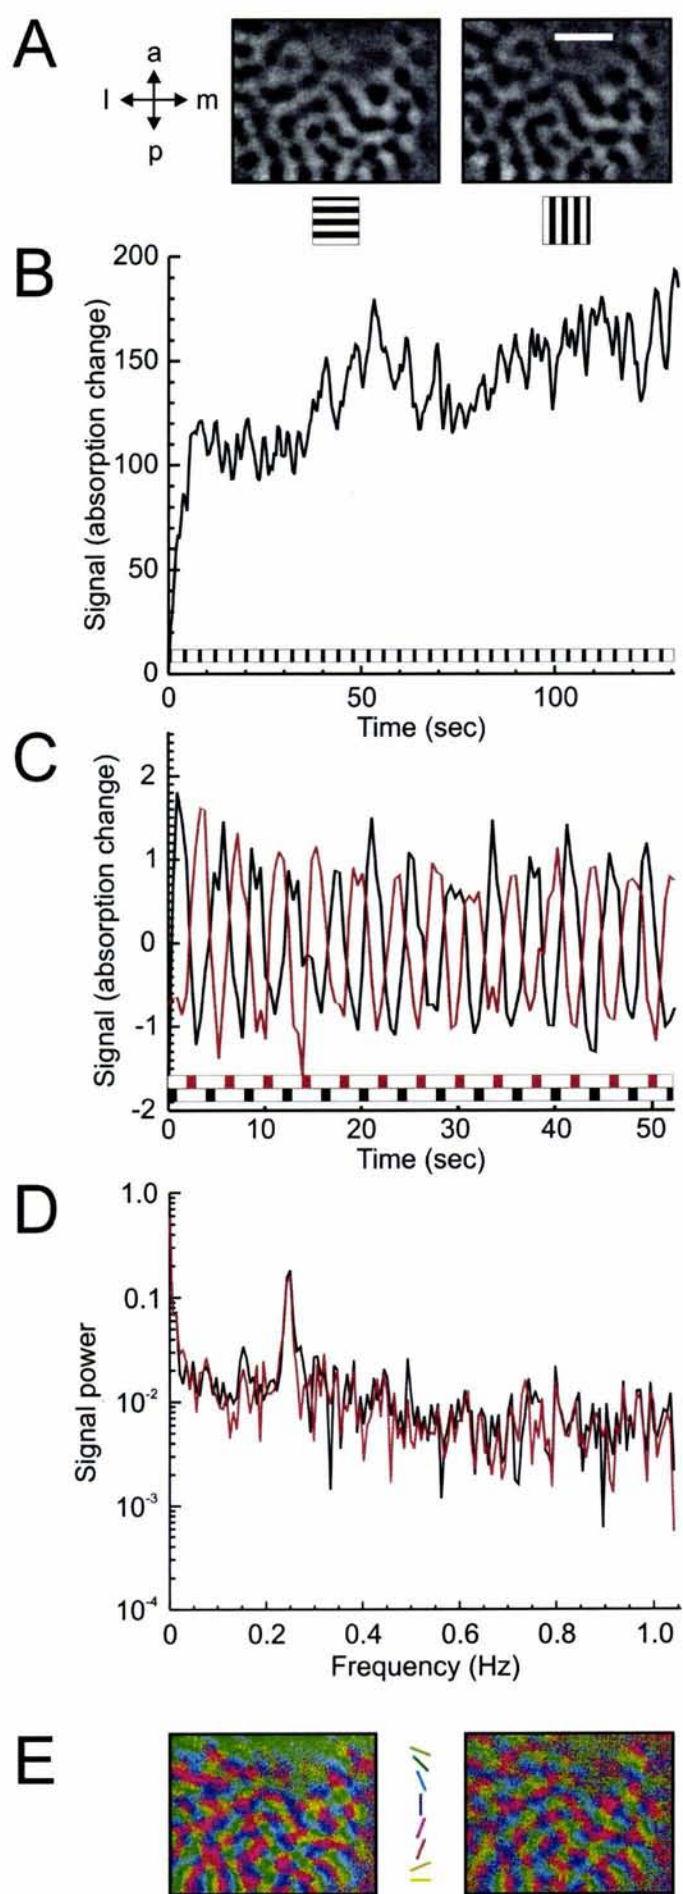 A
a
l m
p
B
200
150
100
50
0
Signal (absorption change)
0 50 100
Time (sec)
C
2
1
0
-1
-2
Signal (absorption change)
0 10 20 30 40 50
Time (sec)
D
1.0
0.1
10⁻²
10⁻³
10⁻⁴
Signal power
0 0.2 0.4 0.6 0.8 1.0
Frequency (Hz)
E